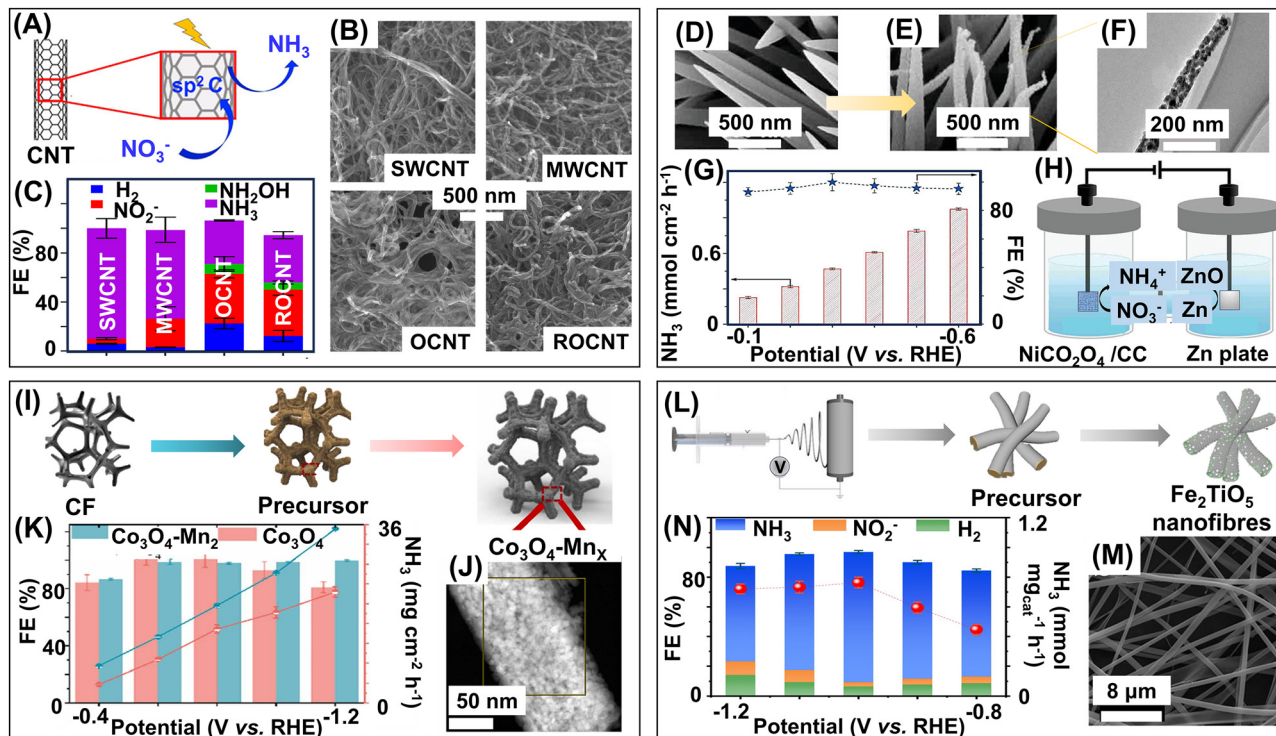 (A)
NH₃
sp² C
CNT
NO₃⁻
(B)
SWCNT
MWCNT
500 nm
OCNT
ROCNT
(C)
H₂
NH₂OH
NO₂⁻
NH₃
FE (%)
80
40
0
SWCNT
MWCNT
OCNT
ROCNT
(D)
500 nm
(E)
500 nm
(F)
200 nm
(G)
NH₃ (mmol cm⁻² h⁻¹)
0.6
0
80
0
FE (%)
-0.1
-0.6
Potential (V vs. RHE)
(H)
NH₄⁺
ZnO
NO₃⁻
Zn
NiCO₂O₄ /CC
Zn plate
(I)
CF
Precursor
Co₃O₄-Mnₓ
(K)
Co₃O₄-Mn₂
Co₃O₄
FE (%)
80
40
0
36
0
NH₃ (mg cm⁻² h⁻¹)
-0.4
-1.2
Potential (V vs. RHE)
(J)
50 nm
(L)
V
Precursor
Fe₂TiO₅
nanofibres
(N)
NH₃
NO₂⁻
H₂
FE (%)
80
40
0
1.2
0
NH₃ (mmol
mg_cat⁻¹ h⁻¹)
-1.2
-0.8
Potential (V vs. RHE)
(M)
8 µm